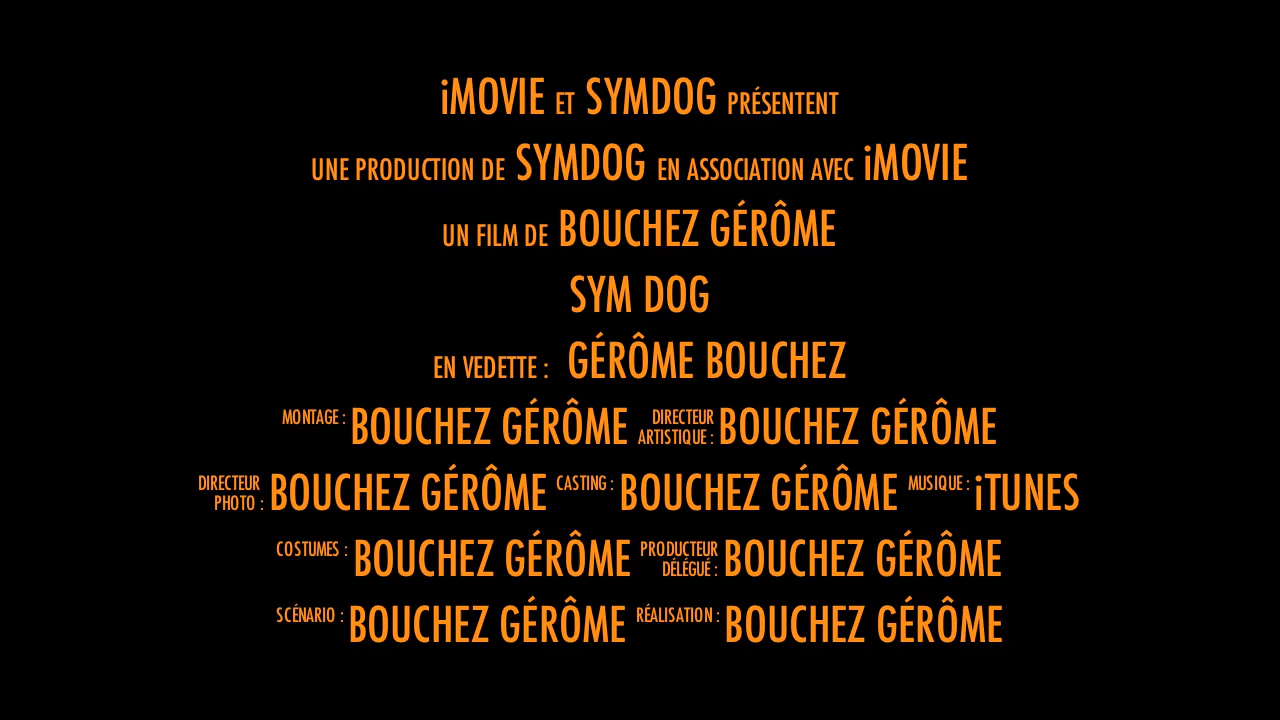 iMOVIE ET SYMDOG PRÉSENTENT
UNE PRODUCTION DE SYMDOG EN ASSOCIATION AVEC iMOVIE
UN FILM DE BOUCHEZ GÉRÔME
SYM DOG
EN VEDETTE : GÉRÔME BOUCHEZ
MONTAGE : BOUCHEZ GÉRÔME DIRECTEUR ARTISTIQUE : BOUCHEZ GÉRÔME
DIRECTEUR PHOTO : BOUCHEZ GÉRÔME CASTING : BOUCHEZ GÉRÔME MUSIQUE : iTUNES
COSTUMES : BOUCHEZ GÉRÔME PRODUCTEUR DÉLÉGUÉ : BOUCHEZ GÉRÔME
SCÉNARIO : BOUCHEZ GÉRÔME RÉALISATION : BOUCHEZ GÉRÔME